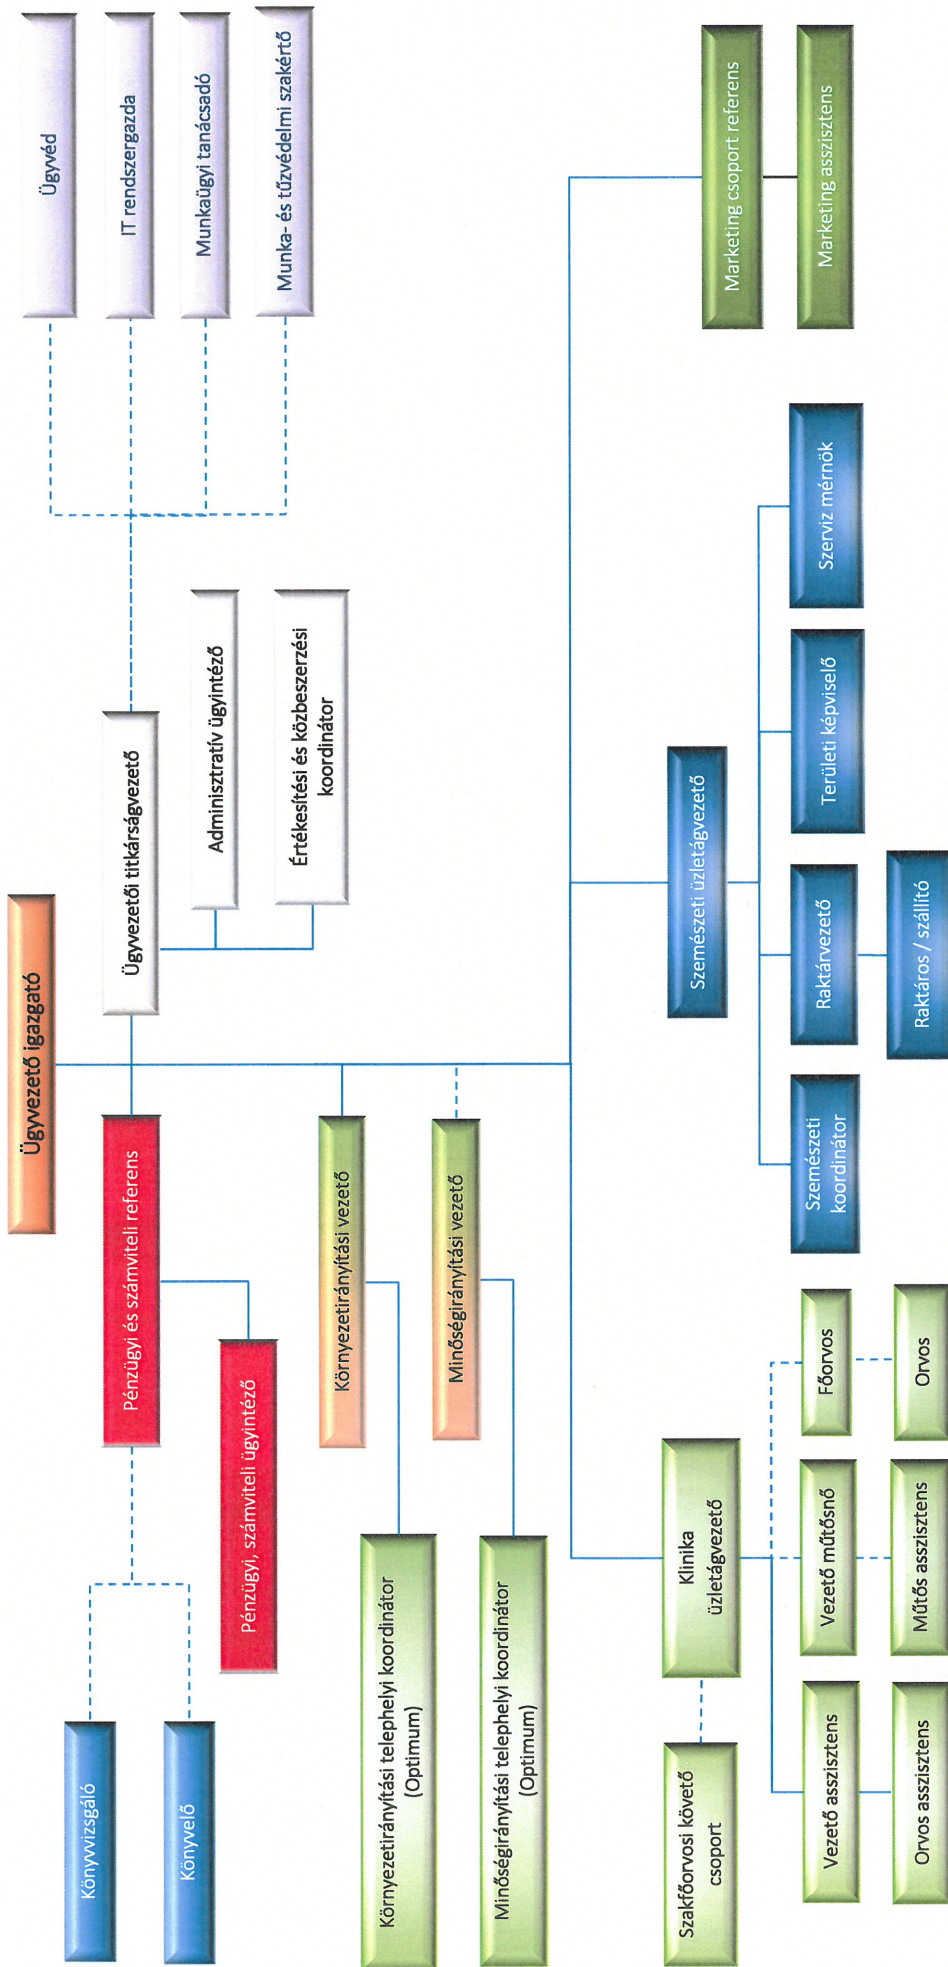 Ügyvezető igazgató
Könyvvizsgáló
Könyvelő
Pénzügyi és számviteli referens
Pénzügyi, számviteli ügyintéző
Ügyvezetői titkárságvezető
Adminisztratív ügyintéző
Értékesítési és közbeszerzési
koordinátor
Ügyvéd
IT rendszergazda
Munkaügyi tanácsadó
Munka- és tűzvédelmi szakértő
Környezetirányítási vezető
Környezetirányítási telephelyi koordinátor
(Optimum)
Minőségirányítási vezető
Minőségirányítási telephelyi koordinátor
(Optimum)
Szakfőorvosi követő
csoport
Klinika
üzletágvezető
Szemészeti üzletágvezető
Marketing csoport referens
Vezető asszisztens
Vezető műtősnő
Főorvos
Szemészeti
koordinátor
Raktárvezető
Területi képviselő
Szerviz mérnök
Marketing asszisztens
Orvos asszisztens
Műtős asszisztens
Orvos
Raktáros / szállító